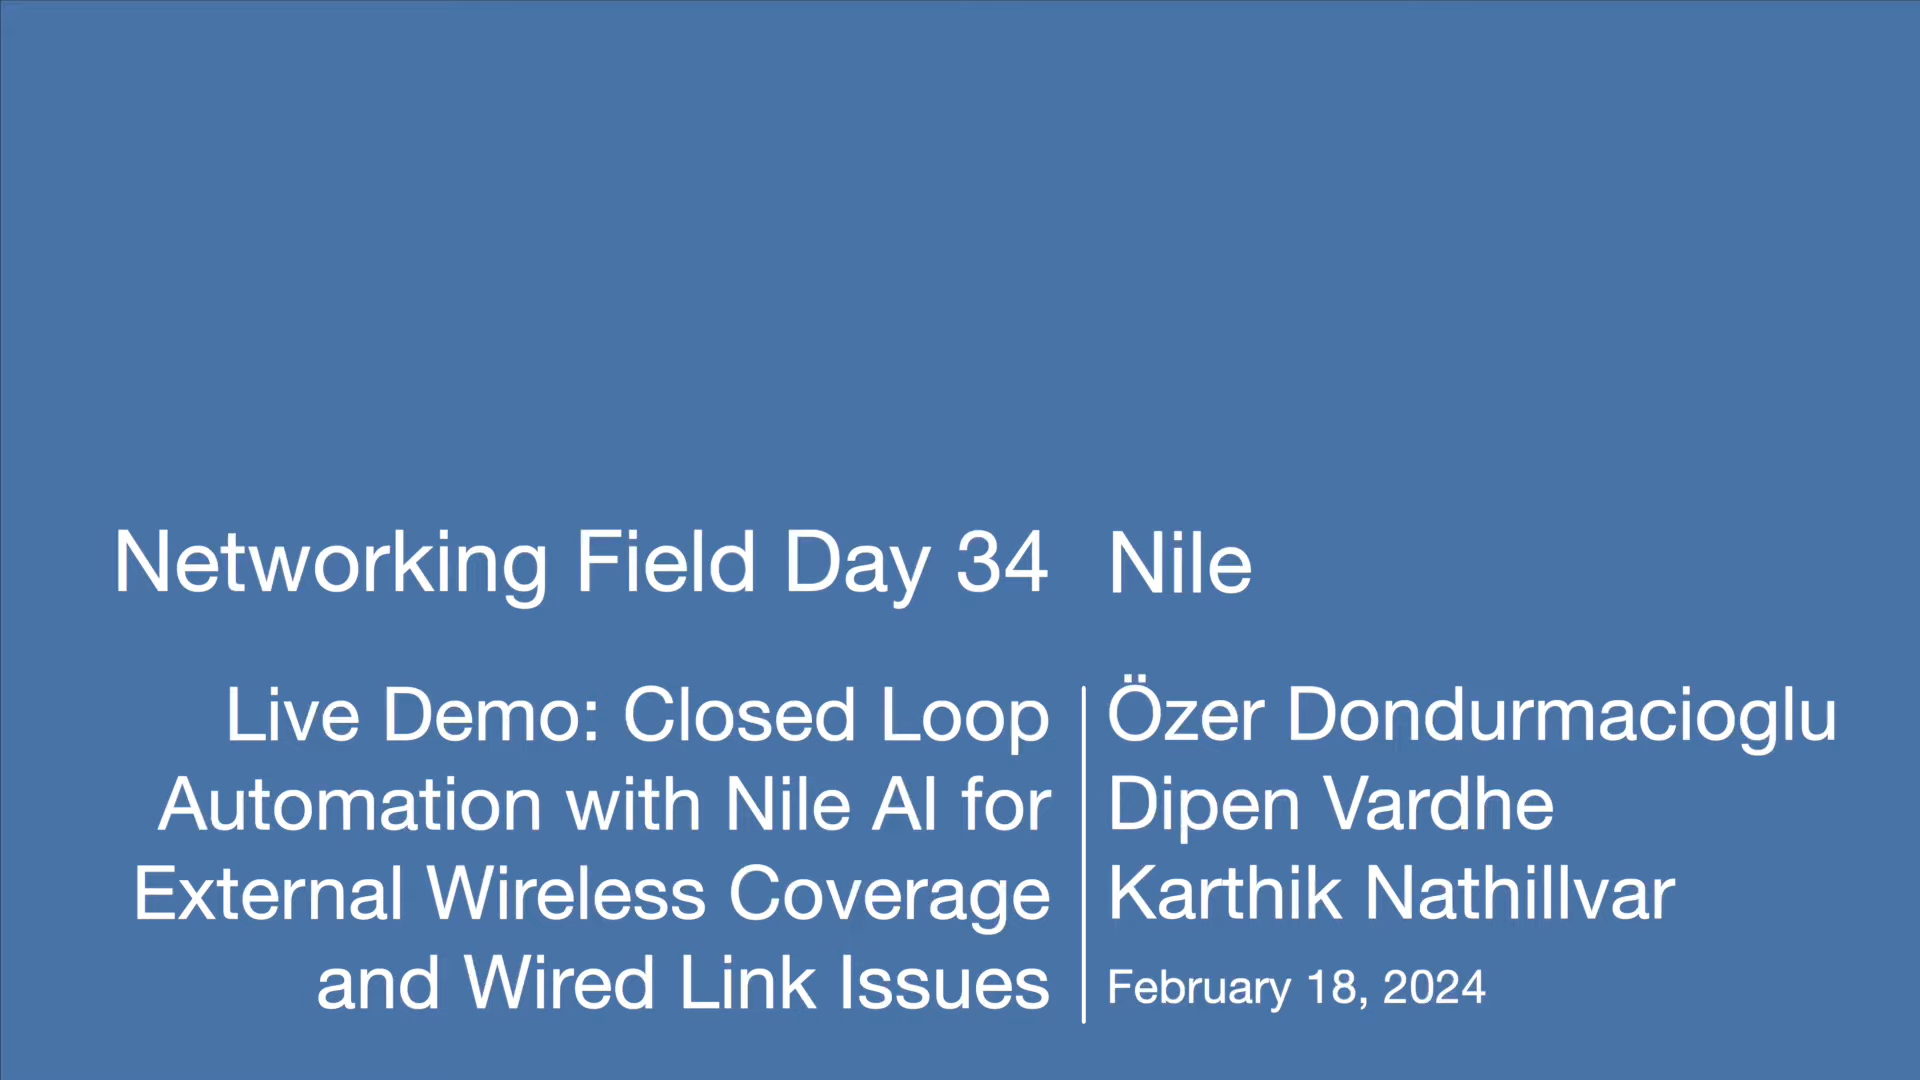 Networking Field Day 34
Nile
Live Demo: Closed Loop
Automation with Nile AI for
External Wireless Coverage
and Wired Link Issues
Özer Dondurmacioglu
Dipen Vardhe
Karthik Nathillvar
February 18, 2024